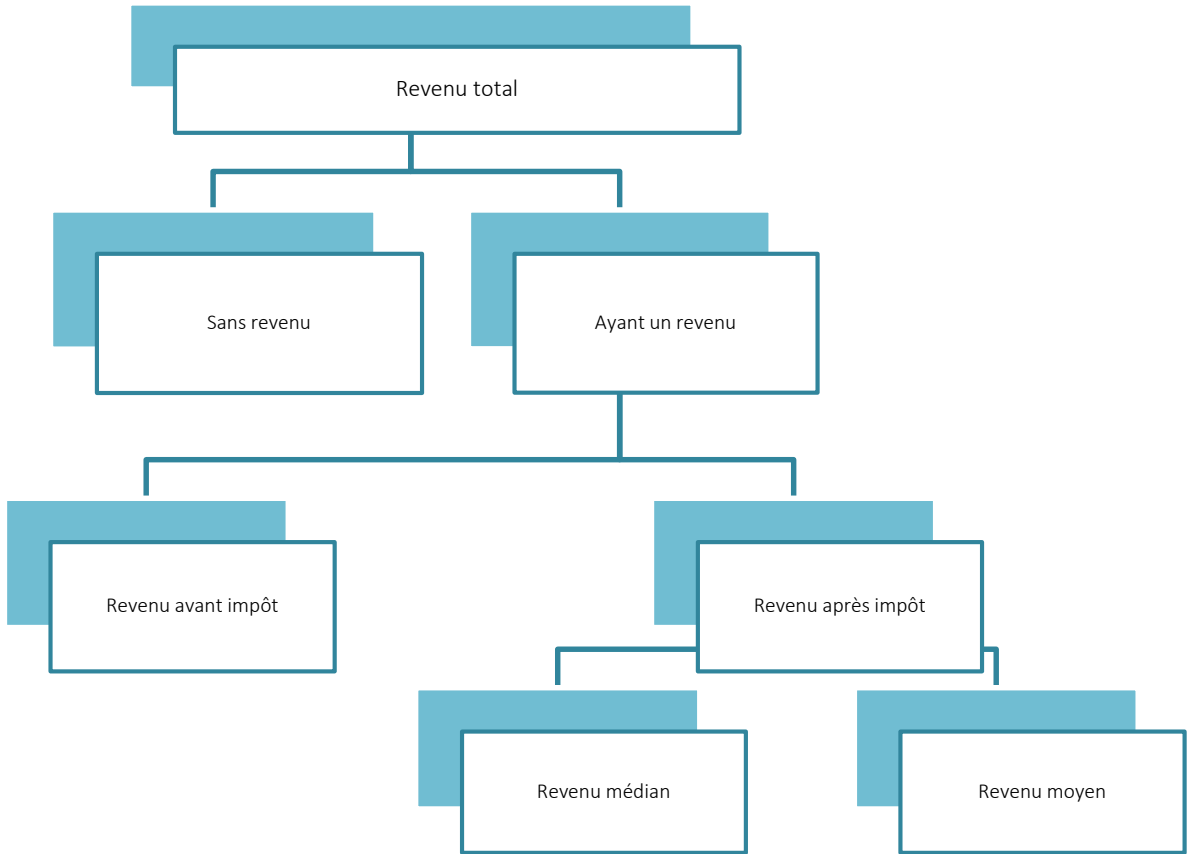 Revenu total
Sans revenu
Ayant un revenu
Revenu avant impôt
Revenu après impôt
Revenu médian
Revenu moyen